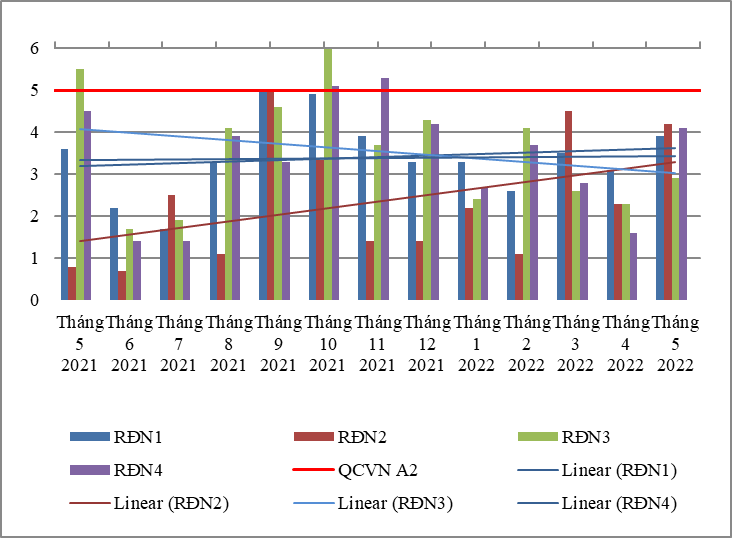 6
5
4
3
2
1
0
Tháng Tháng Tháng Tháng Tháng Tháng Tháng Tháng Tháng Tháng Tháng Tháng Tháng
5 6 7 8 9 10 11 12 1 2 3 4 5
2021 2021 2021 2021 2021 2021 2021 2021 2022 2022 2022 2022 2022
RĐN1 RĐN2 RĐN3
RĐN4 QCVN A2 Linear (RĐN1)
Linear (RĐN2) Linear (RĐN3) Linear (RĐN4)